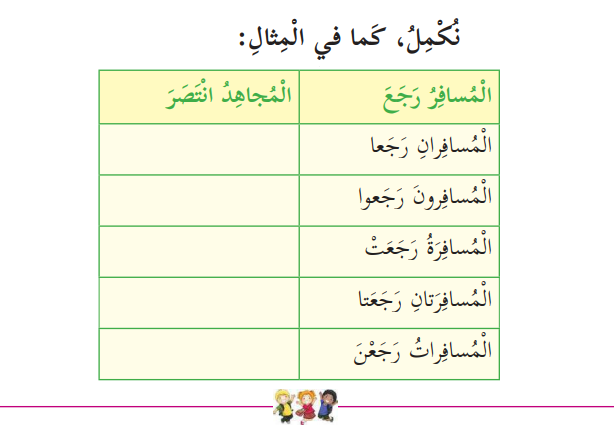 نُكْمِلُ، كَما في الْمِثالِ:
الْمُسافِرُ رَجَعَ الْمُجاهِدُ انْتَصَرَ
الْمُسافِرانِ رَجَعا
الْمُسافِرونَ رَجَعوا
الْمُسافِرَةُ رَجَعَتْ
الْمُسافِرَتانِ رَجَعَتا
الْمُسافِراتُ رَجَعْنَ